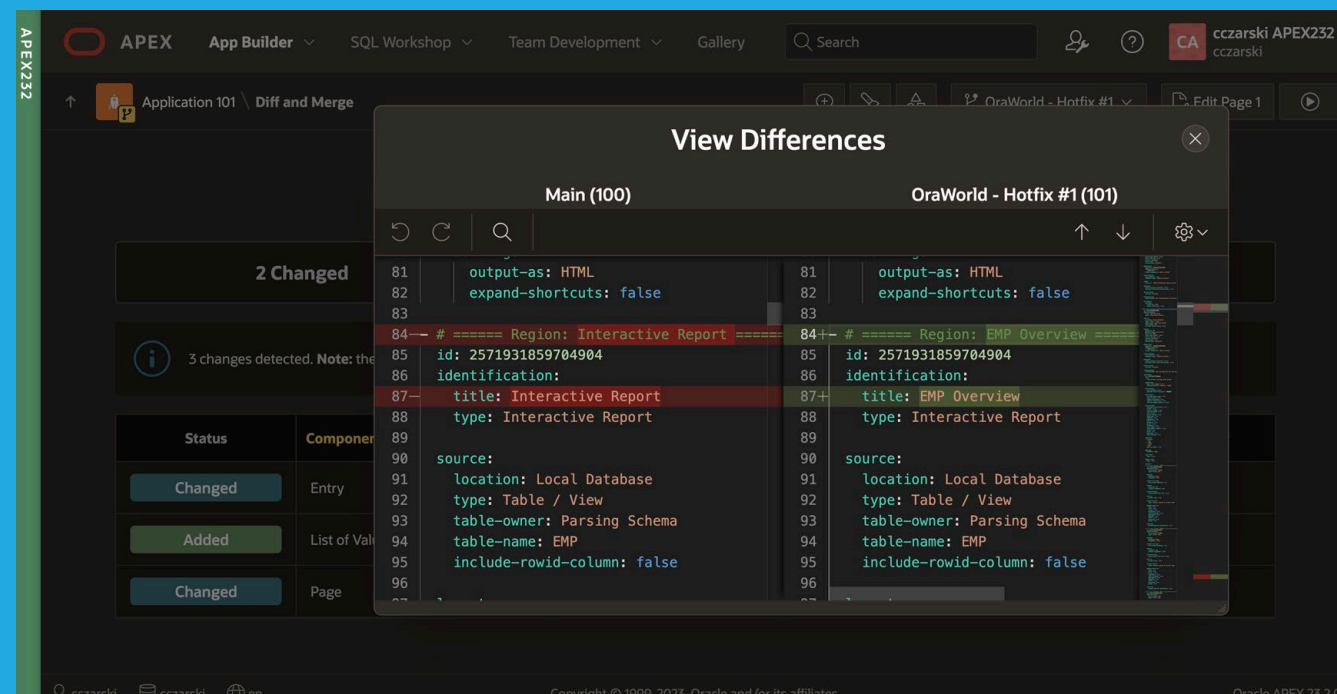 APEX232
APEX App Builder SQL Workshop Team Development Gallery Search CA cczarski APEX232
cczarski
Application 101 \ Diff and Merge OraWorld - Hotfix #1 Edit Page 1
View Differences
Main (100) OraWorld - Hotfix #1 (101)
2 Changed
3 changes detected. Note: the
Status Componen
Changed Entry
Added List of Val
Changed Page
81 output-as: HTML
82 expand-shortcuts: false
83
84 — # ====== Region: Interactive Report ======
85 id: 2571931859704904
86 identification:
87 — title: Interactive Report
88 type: Interactive Report
89
90 source:
91 location: Local Database
92 type: Table / View
93 table-owner: Parsing Schema
94 table-name: EMP
95 include-rowid-column: false
96
81 output-as: HTML
82 expand-shortcuts: false
83
84 + # ====== Region: EMP Overview =====
85 id: 2571931859704904
86 identification:
87 + title: EMP Overview
88 type: Interactive Report
89
90 source:
91 location: Local Database
92 type: Table / View
93 table-owner: Parsing Schema
94 table-name: EMP
95 include-rowid-column: false
96
cczarski cczarski en Copyright © 1999, 2023, Oracle and/or its affiliates. Oracle APEX